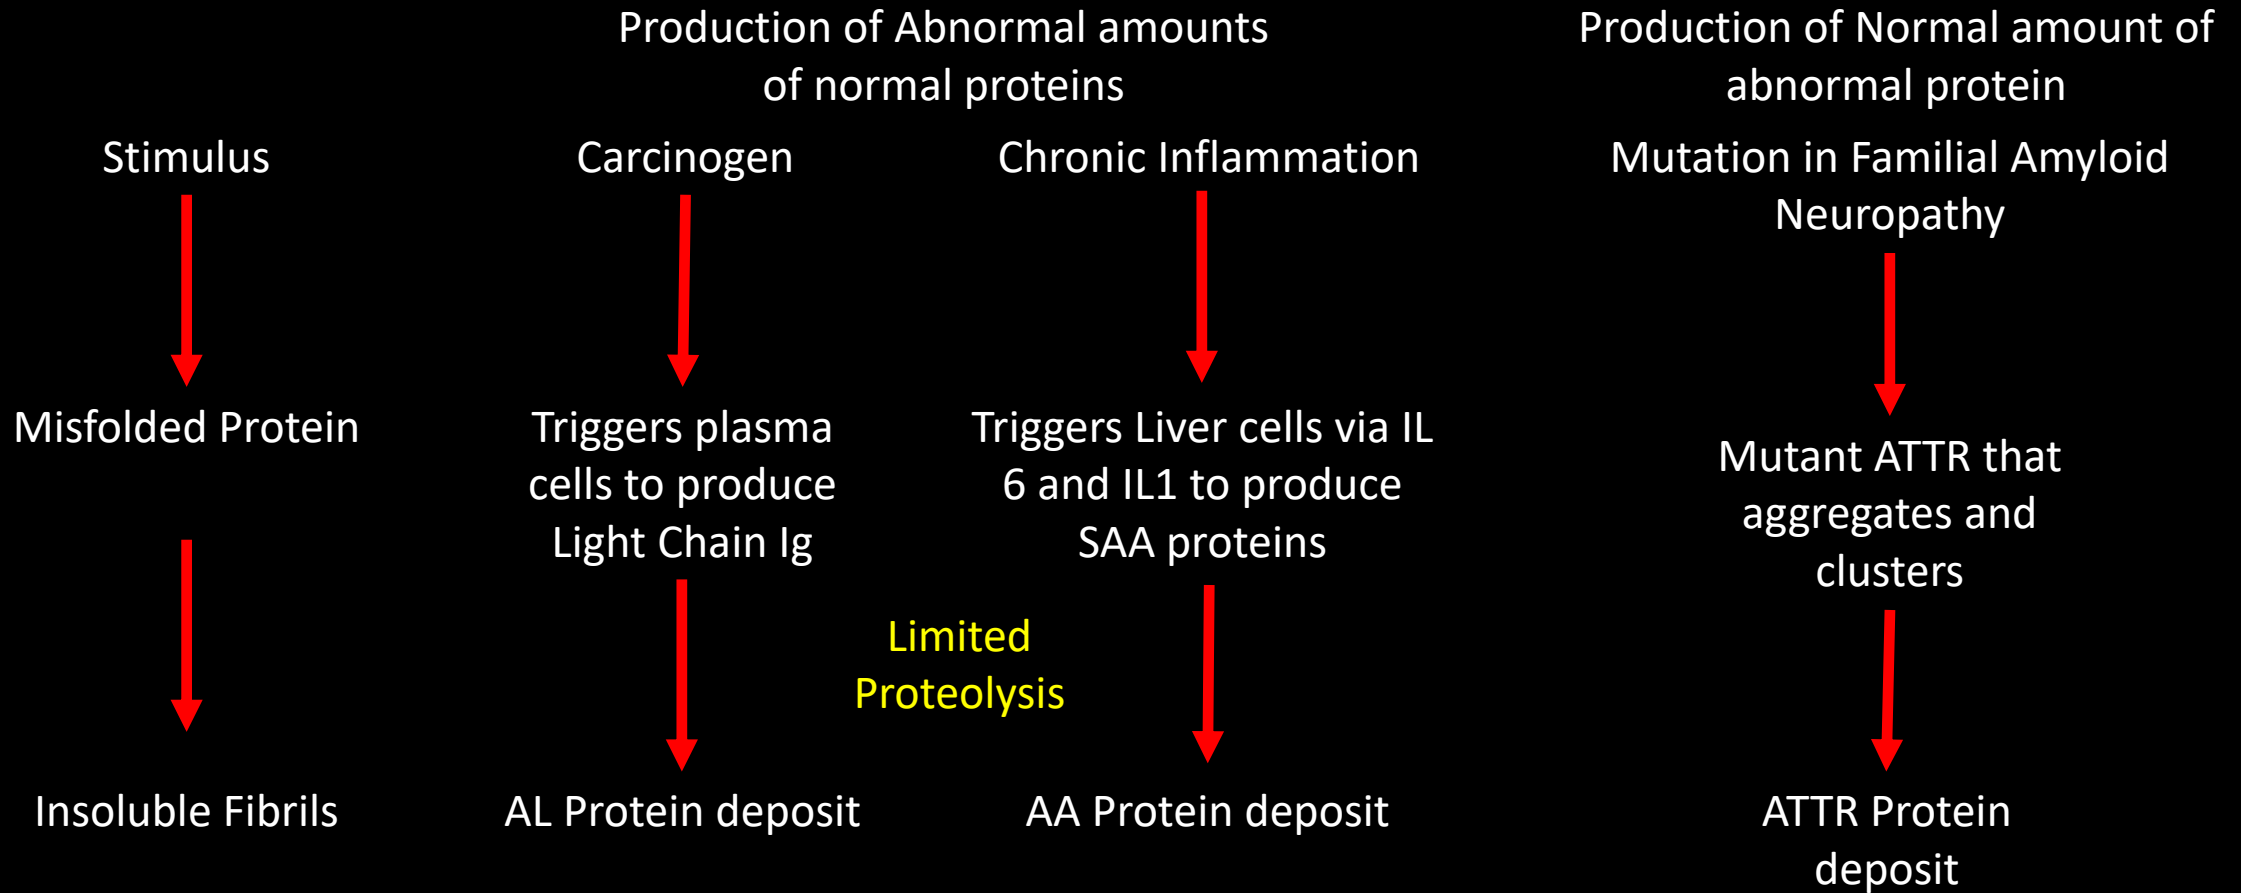 Production of Abnormal amounts
of normal proteins
Production of Normal amount of
abnormal protein
Stimulus
Carcinogen
Chronic Inflammation
Mutation in Familial Amyloid
Neuropathy
Misfolded Protein
Triggers plasma
cells to produce
Light Chain Ig
Triggers Liver cells via IL
6 and IL1 to produce
SAA proteins
Mutant ATTR that
aggregates and
clusters
Limited
Proteolysis
Insoluble Fibrils
AL Protein deposit
AA Protein deposit
ATTR Protein
deposit